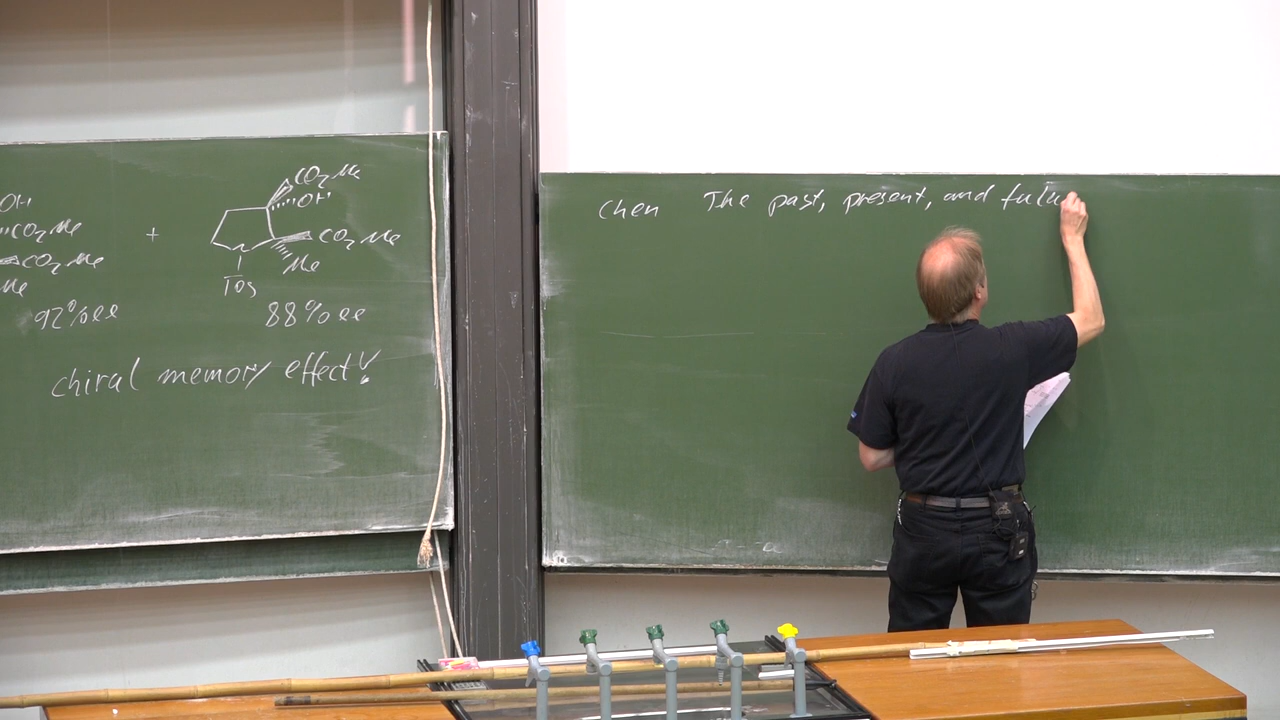 OH
CO₂Me
CO₂Me
Me
92%ee
+
CO₂Me
OH
CO₂Me
Me
Tos
88%ee
chiral memory effect!
Chen The past, present, and futu